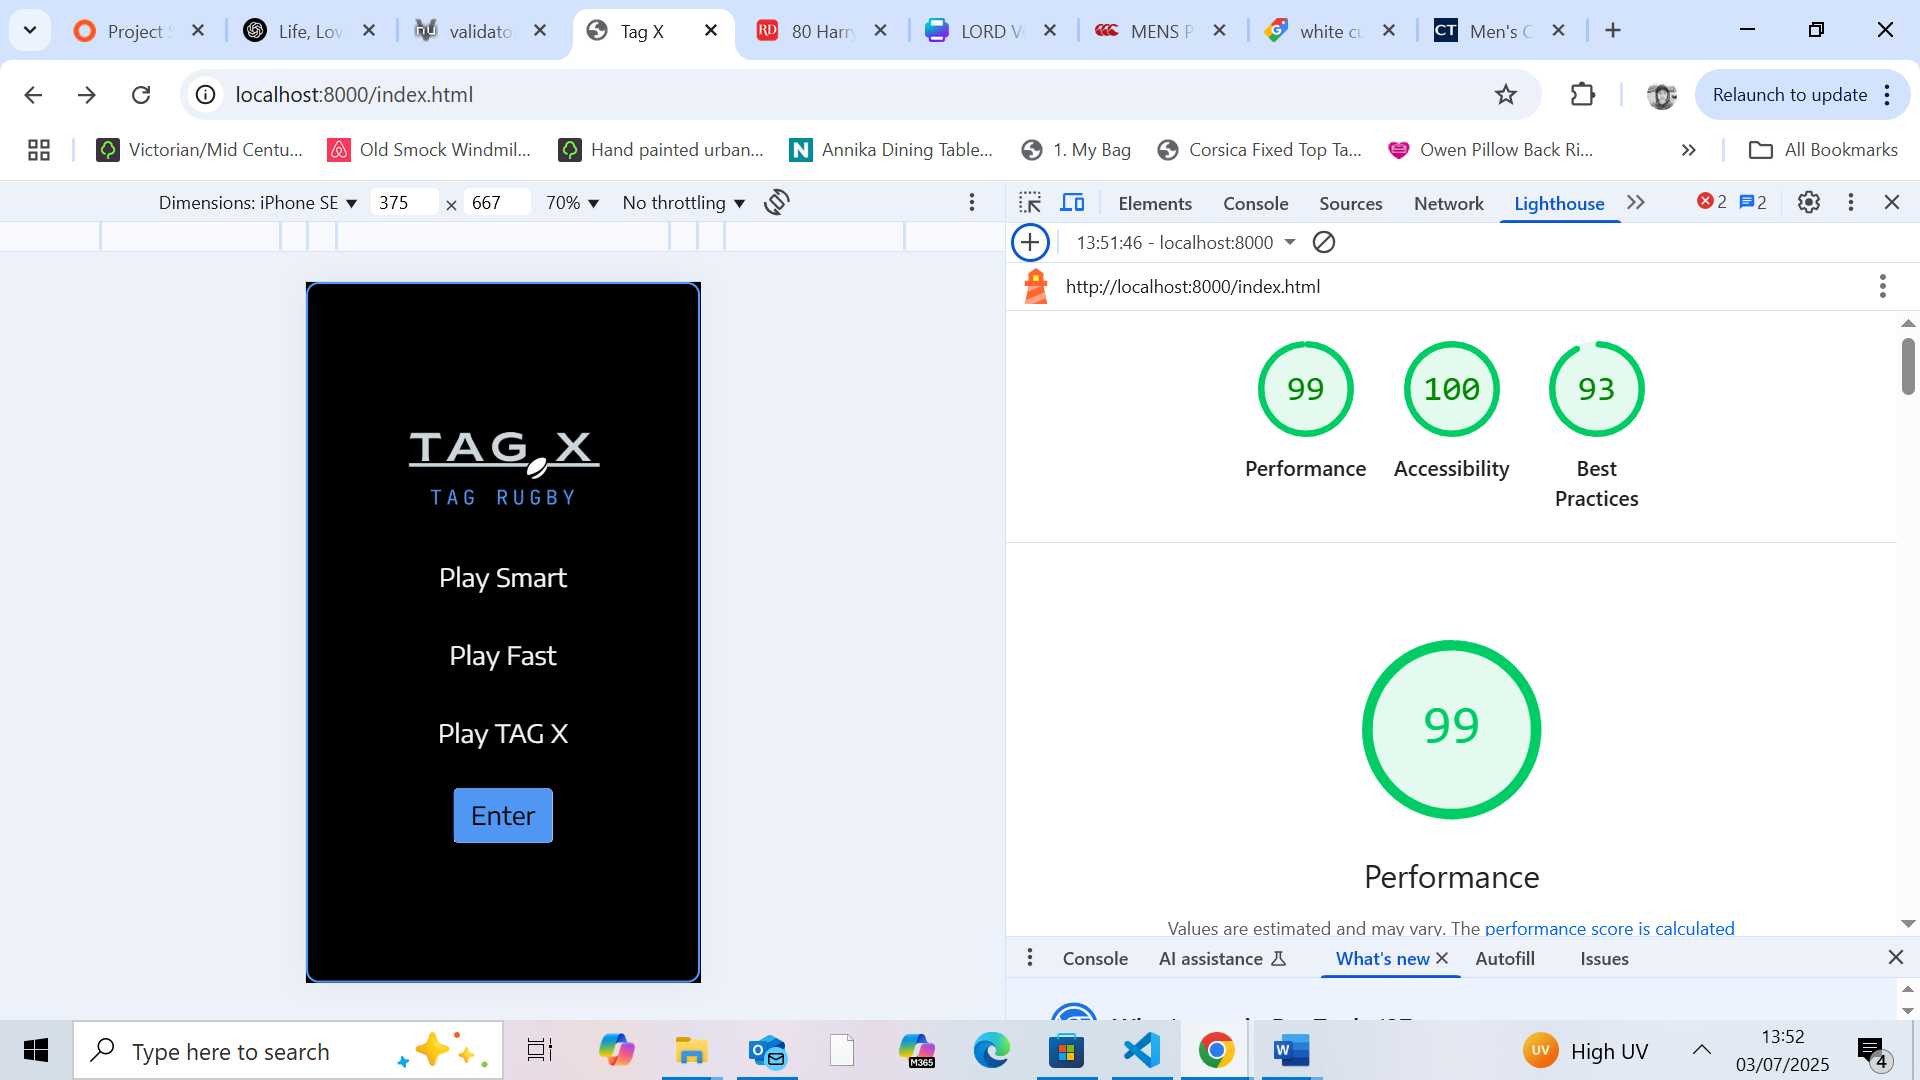 Project S
Life, Lov
validato
Tag X
80 Harry
LORD VO
MENS P
white cu
Men's C
localhost:8000/index.html
Relaunch to update
Victorian/Mid Centu...
Old Smock Windmil...
Hand painted urban...
Annika Dining Table...
1. My Bag
Corsica Fixed Top Ta...
Owen Pillow Back Ri...
All Bookmarks
Dimensions: iPhone SE
375 × 667
70%
No throttling
Elements
Console
Sources
Network
Lighthouse
2
2
13:51:46 - localhost:8000
http://localhost:8000/index.html
99
100
93
Performance
Accessibility
Best
Practices
TAG X
TAG RUGBY
Play Smart
Play Fast
Play TAG X
Enter
99
Performance
Values are estimated and may vary. The performance score is calculated
Console
AI assistance
What's new
Autofill
Issues
Type here to search
M365
UV
High UV
13:52
03/07/2025
4